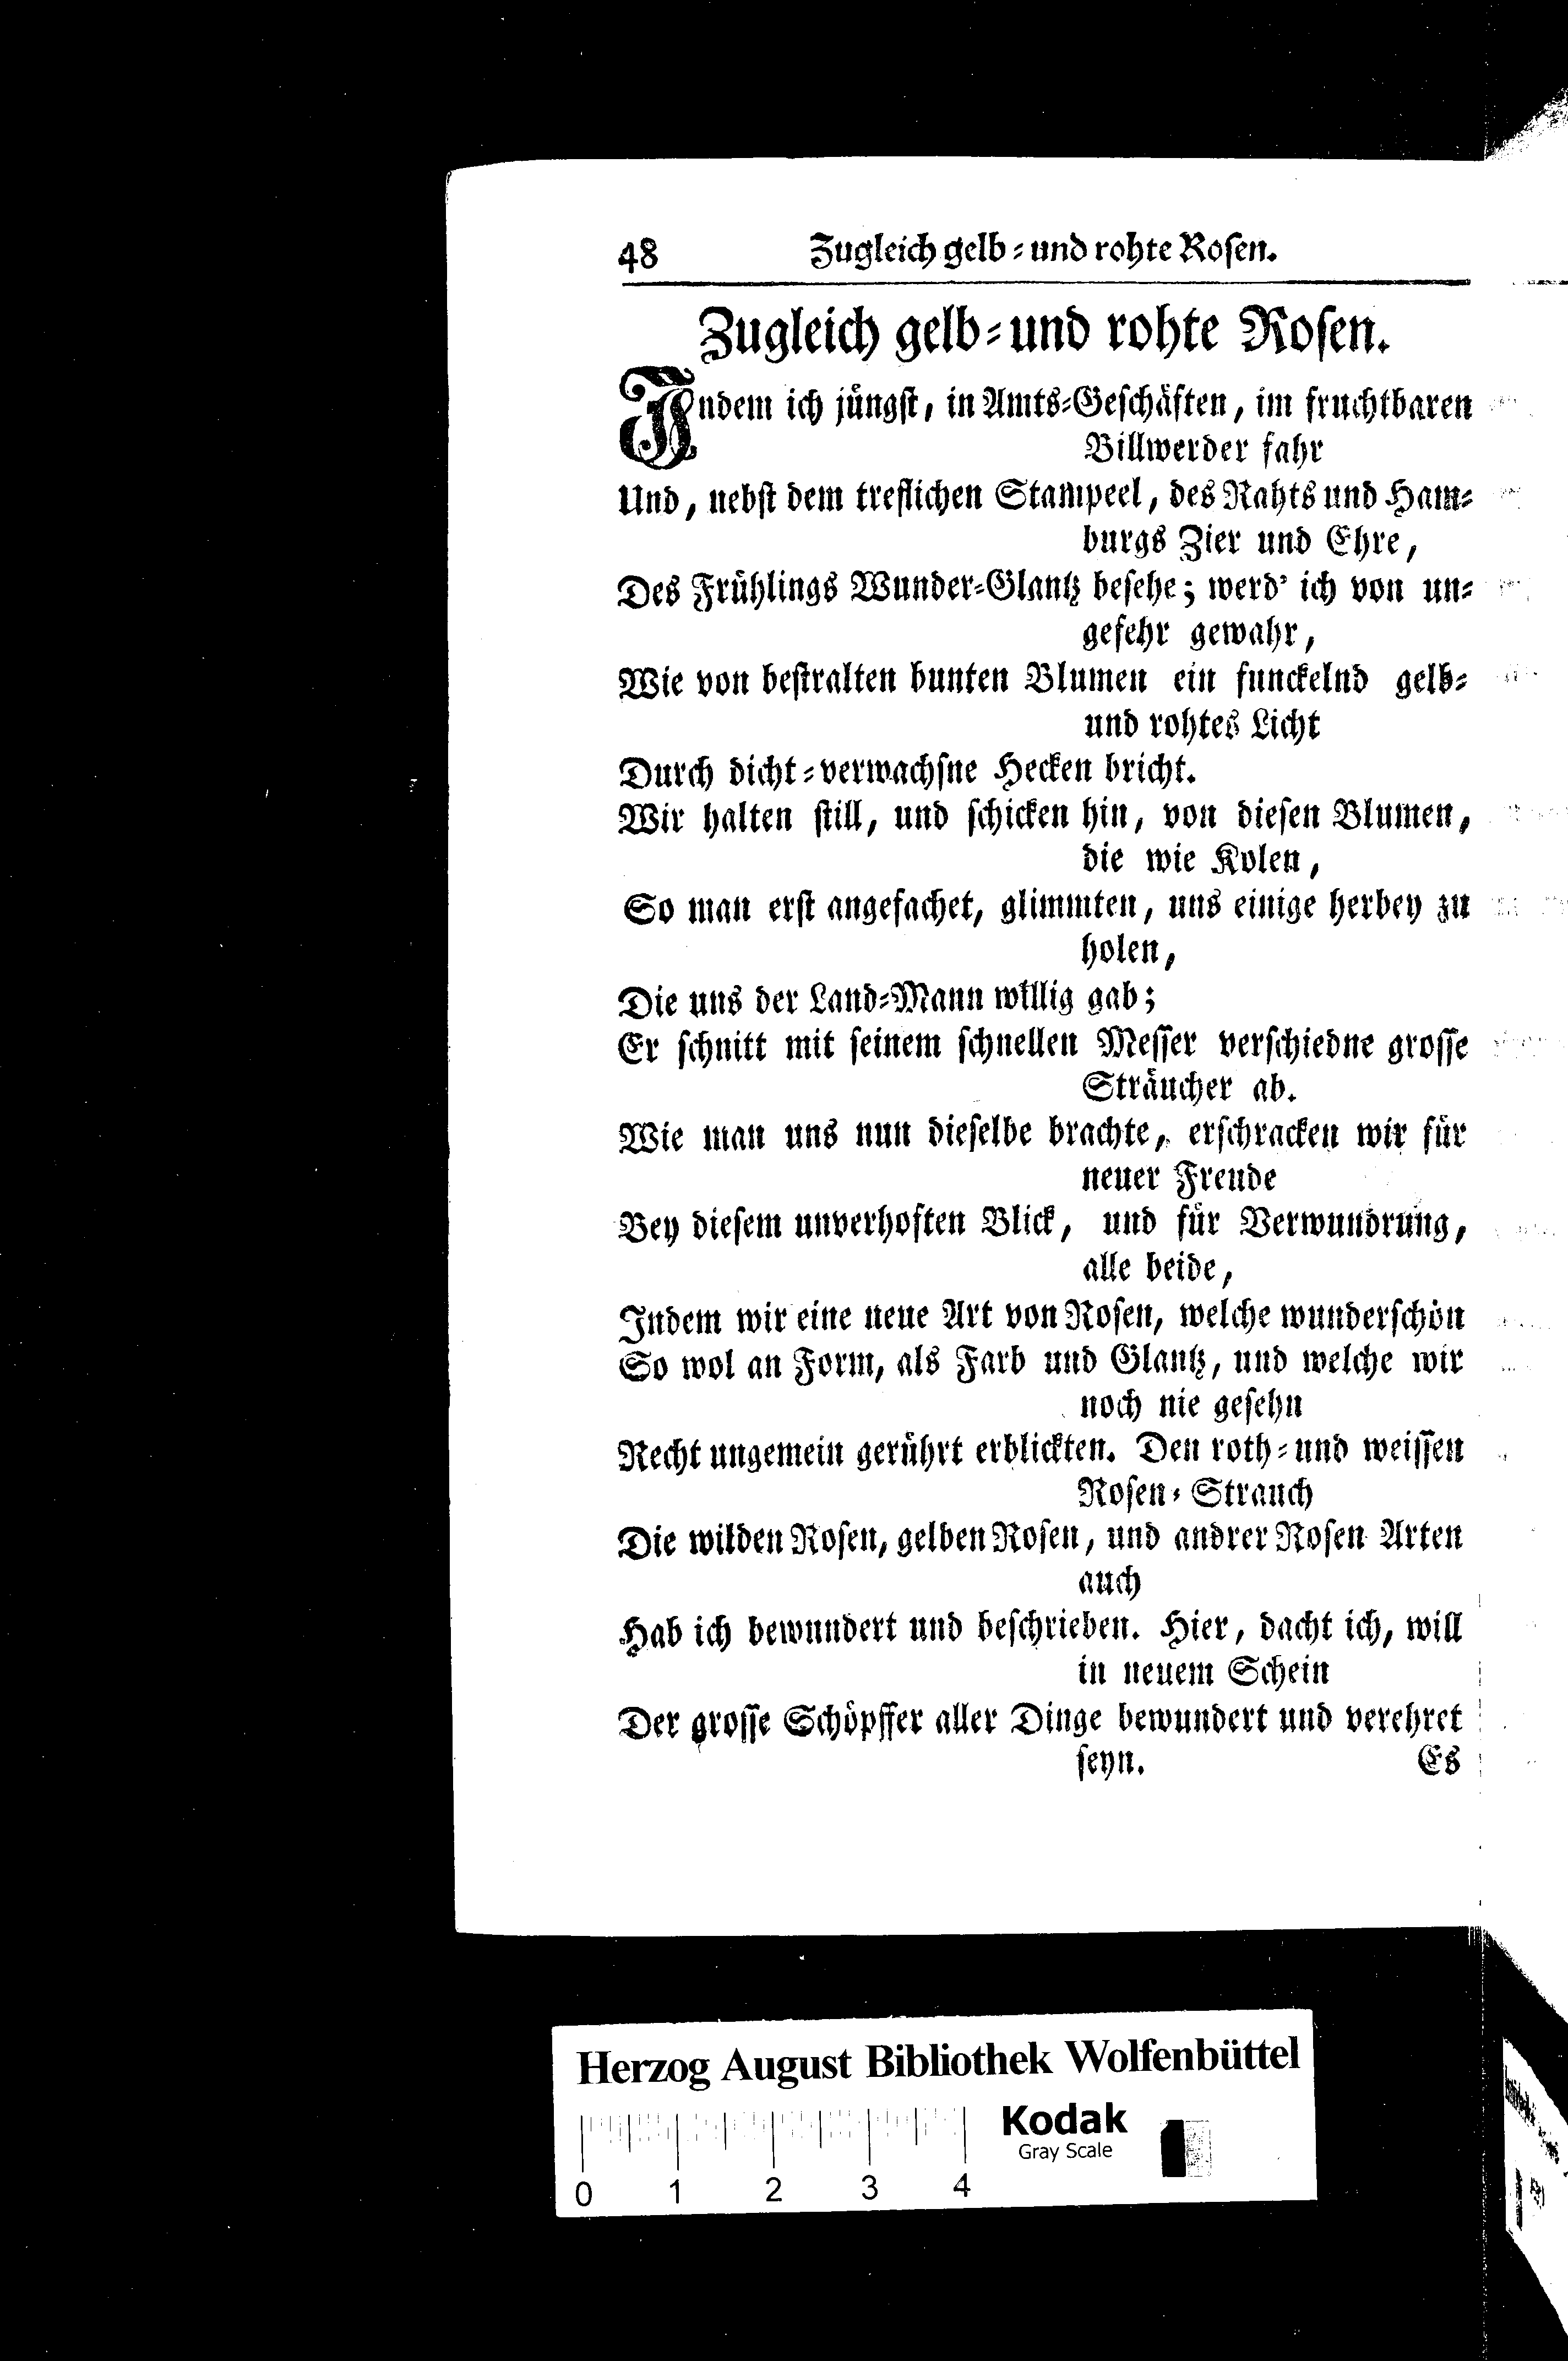 48 Zugleich gelb-und rohte Rosen.
Zugleich gelb-und rohte Rosen.
Indem ich jüngst, in Amts-Geschäften, im fruchtbaren
Billwerder fahr
Und, nebst dem treflichen Stampeel, des Rahts und Ham-
burgs Zier und Ehre,
Des Frühlings Wunder-Glantz besehe; werd' ich von un-
gefehr gewahr,
Wie von bestralten bunten Blumen ein funckelnd gelb-
und rohtes Licht
Durch dicht-verwachsne Hecken bricht.
Wir halten still, und schicken hin, von diesen Blumen,
die wie Kolen,
So man erst angefachet, glimmten, uns einige herbey zu
holen,
Die uns der Land-Mann willig gab;
Er schnitt mit seinem schnellen Messer verschiedne grosse
Sträucher ab.
Wie man uns nun dieselbe brachte, erschracken wir für
neuer Freude
Bey diesem unverhoften Blick, und für Verwundrung,
alle beide,
Indem wir eine neue Art von Rosen, welche wunderschön
So wol an Form, als Farb und Glantz, und welche wir
noch nie gesehn
Recht ungemein gerührt erblickten. Den roth-und weissen
Rosen-Strauch
Die wilden Rosen, gelben Rosen, und andrer Rosen Arten
auch
Hab ich bewundert und beschrieben. Hier, dacht ich, will
in neuem Schein
Der grosse Schöpffer aller Dinge bewundert und verehret
seyn. Es
Herzog August Bibliothek Wolfenbüttel
Kodak
Gray Scale
0 1 2 3 4